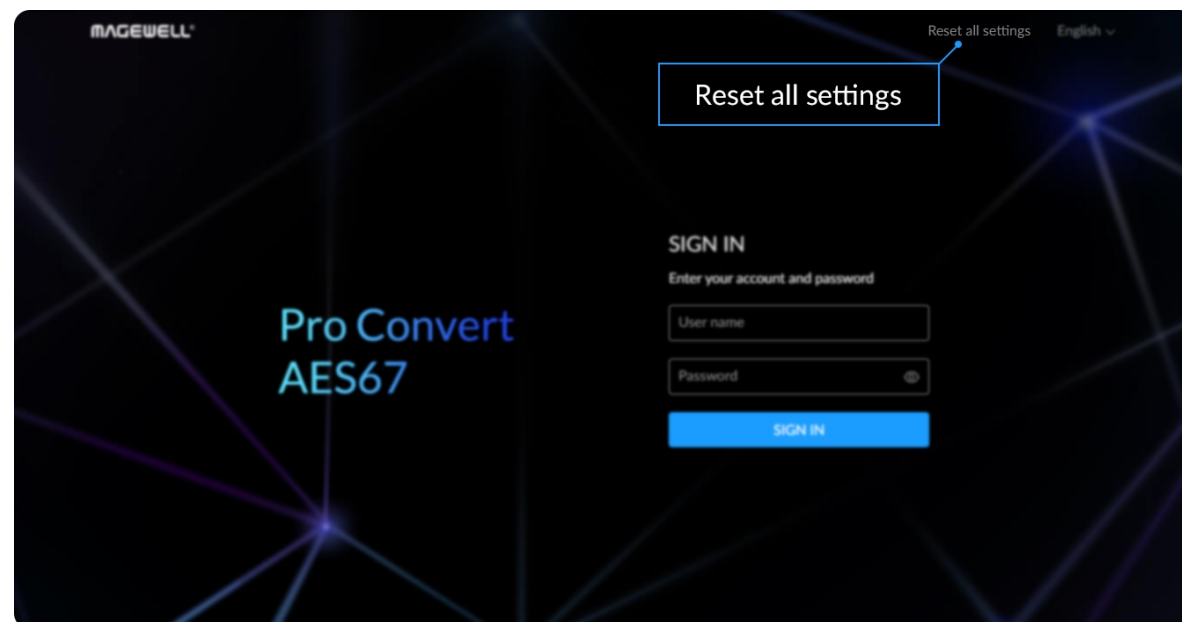 MAGEWELL®
Reset all settings
English
Reset all settings
SIGN IN
Enter your account and password
User name
Pro Convert
AES67
Password
SIGN IN